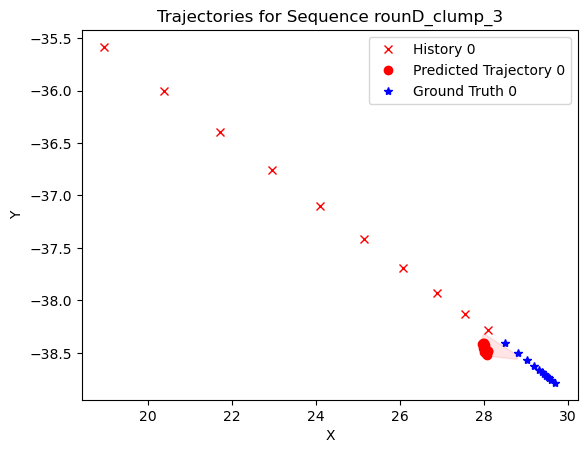 Trajectories for Sequence rounD_clump_3
History 0
Predicted Trajectory 0
Ground Truth 0
−35.5
−36.0
−36.5
−37.0
−37.5
−38.0
−38.5
Y
20
22
24
26
28
30
X